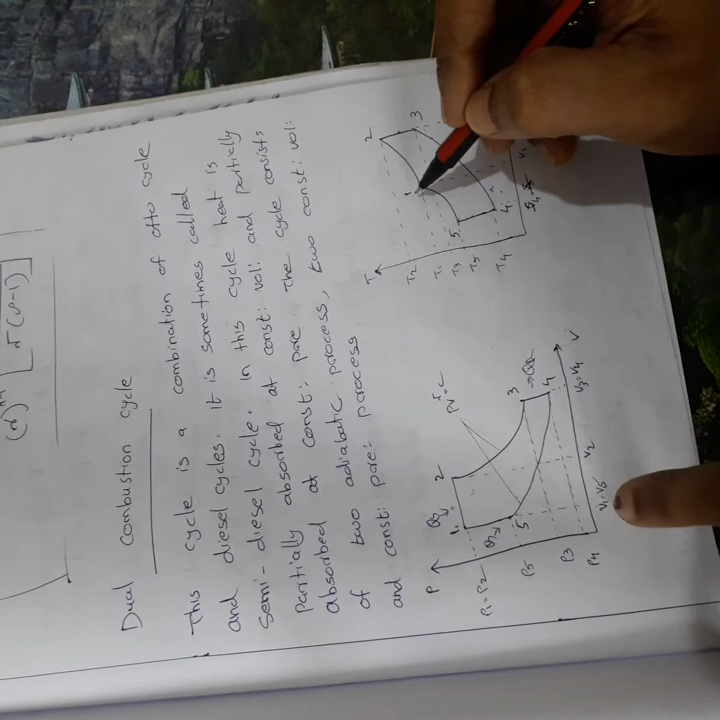 Dual combustion cycle
This cycle is a combination of otto cycle
and diesel cycles. It is sometimes called
semi-diesel cycle. In this cycle heat is
partially absorbed at const: vol: and partially
absorbed at const: pre: The cycle consists
of two adiabatic process, two const: vol:
and const: pre: process
P
P1 = P2
P5
P3
P4
1
2
3
4
5
V1=V5
V2
V3=V4
V
T
T2
T1
T3
T5
T4
1
2
3
4
5
V1